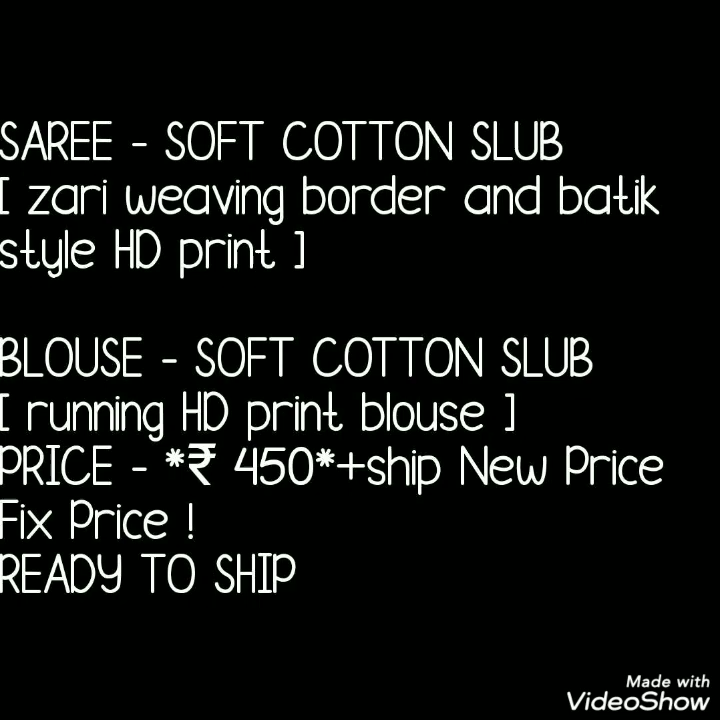 SAREE - SOFT COTTON SLUB
[ zari weaving border and batik
style HD print ]
BLOUSE - SOFT COTTON SLUB
[ running HD print blouse ]
PRICE - *₹ 450*+ship New Price
Fix Price !
READY TO SHIP
Made with
VideoShow